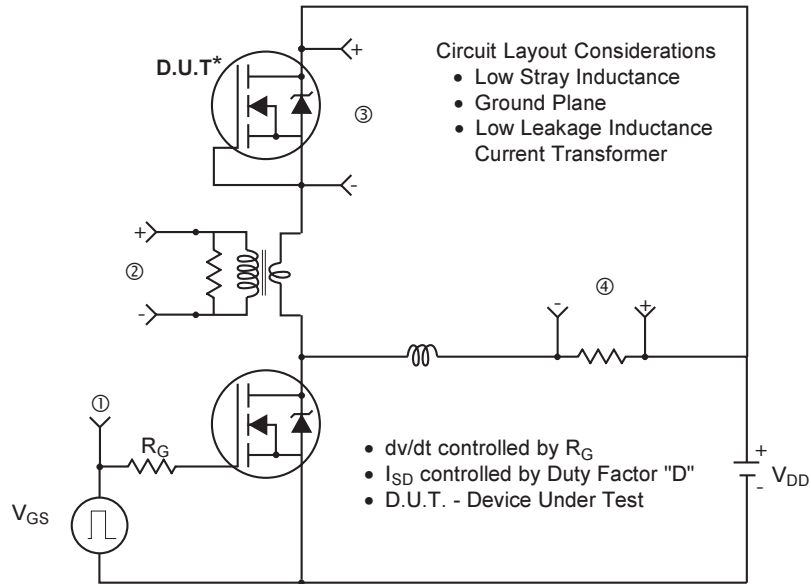 D.U.T*
+
-
③
Circuit Layout Considerations
• Low Stray Inductance
• Ground Plane
• Low Leakage Inductance
Current Transformer
+
②
-
④
-
+
①
RG
VGS
• dv/dt controlled by RG
• ISD controlled by Duty Factor "D"
• D.U.T. - Device Under Test
+
-
VDD